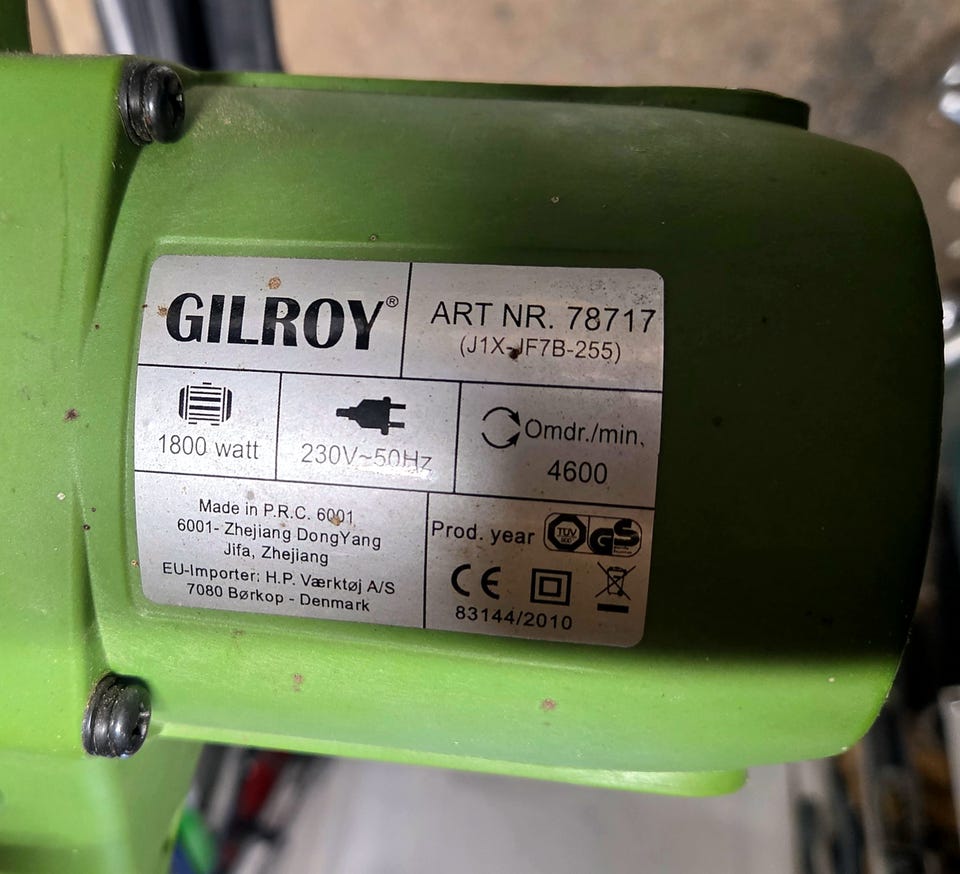 GILROY®
ART NR. 78717
(J1X-JF7B-255)
1800 watt
230V~50Hz
Omdr./min、
4600
Made in P.R.C. 6001
6001- Zhejiang DongYang
Jifa, Zhejiang
EU-Importer: H.P. Værktøj A/S
7080 Børkop - Denmark
Prod. year
TÜV
GS
CE
83144/2010